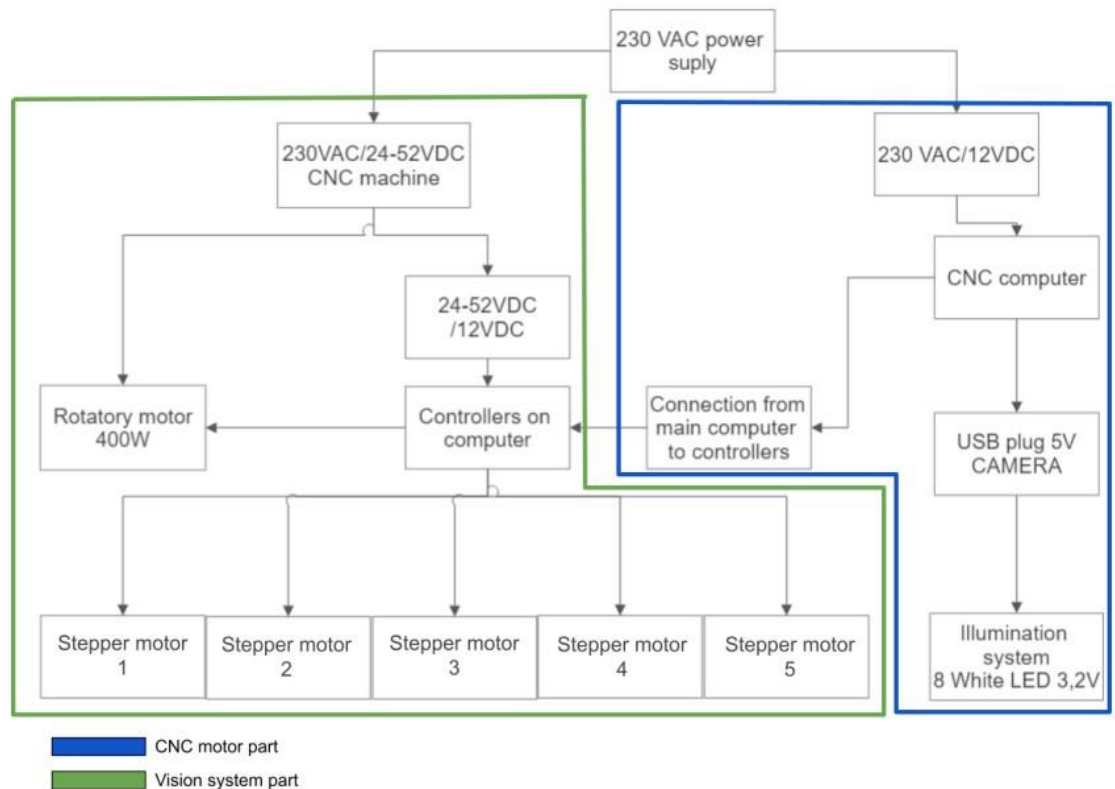 230 VAC power
suply
230VAC/24-52VDC
CNC machine
230 VAC/12VDC
CNC computer
24-52VDC
/12VDC
Rotatory motor
400W
Controllers on
computer
Connection from
main computer
to controllers
USB plug 5V
CAMERA
Stepper motor
1
Stepper motor
2
Stepper motor
3
Stepper motor
4
Stepper motor
5
Illumination
system
8 White LED 3,2V
CNC motor part
Vision system part